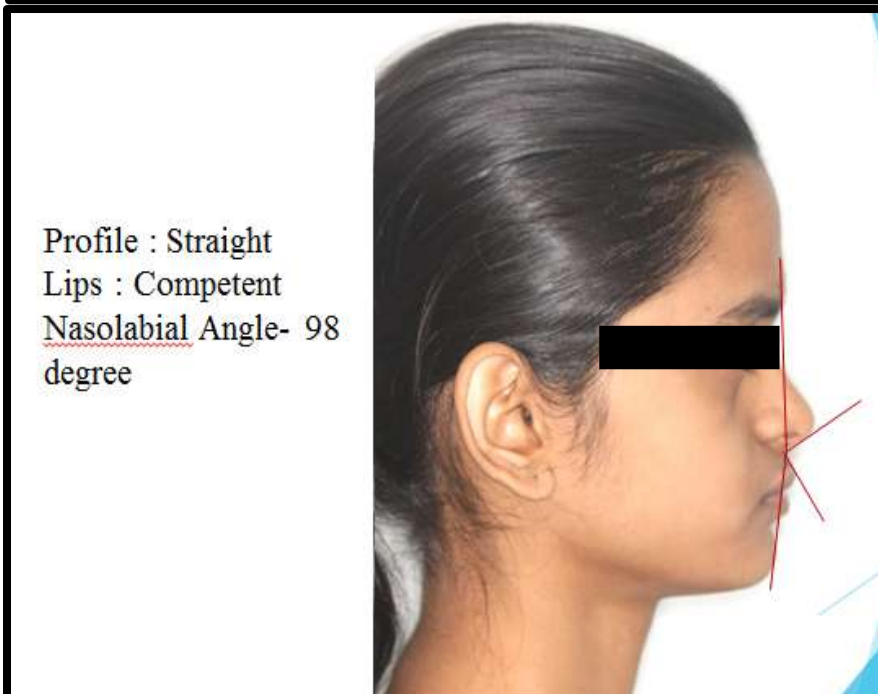 Profile : Straight
Lips : Competent
Nasolabial Angle- 98
degree